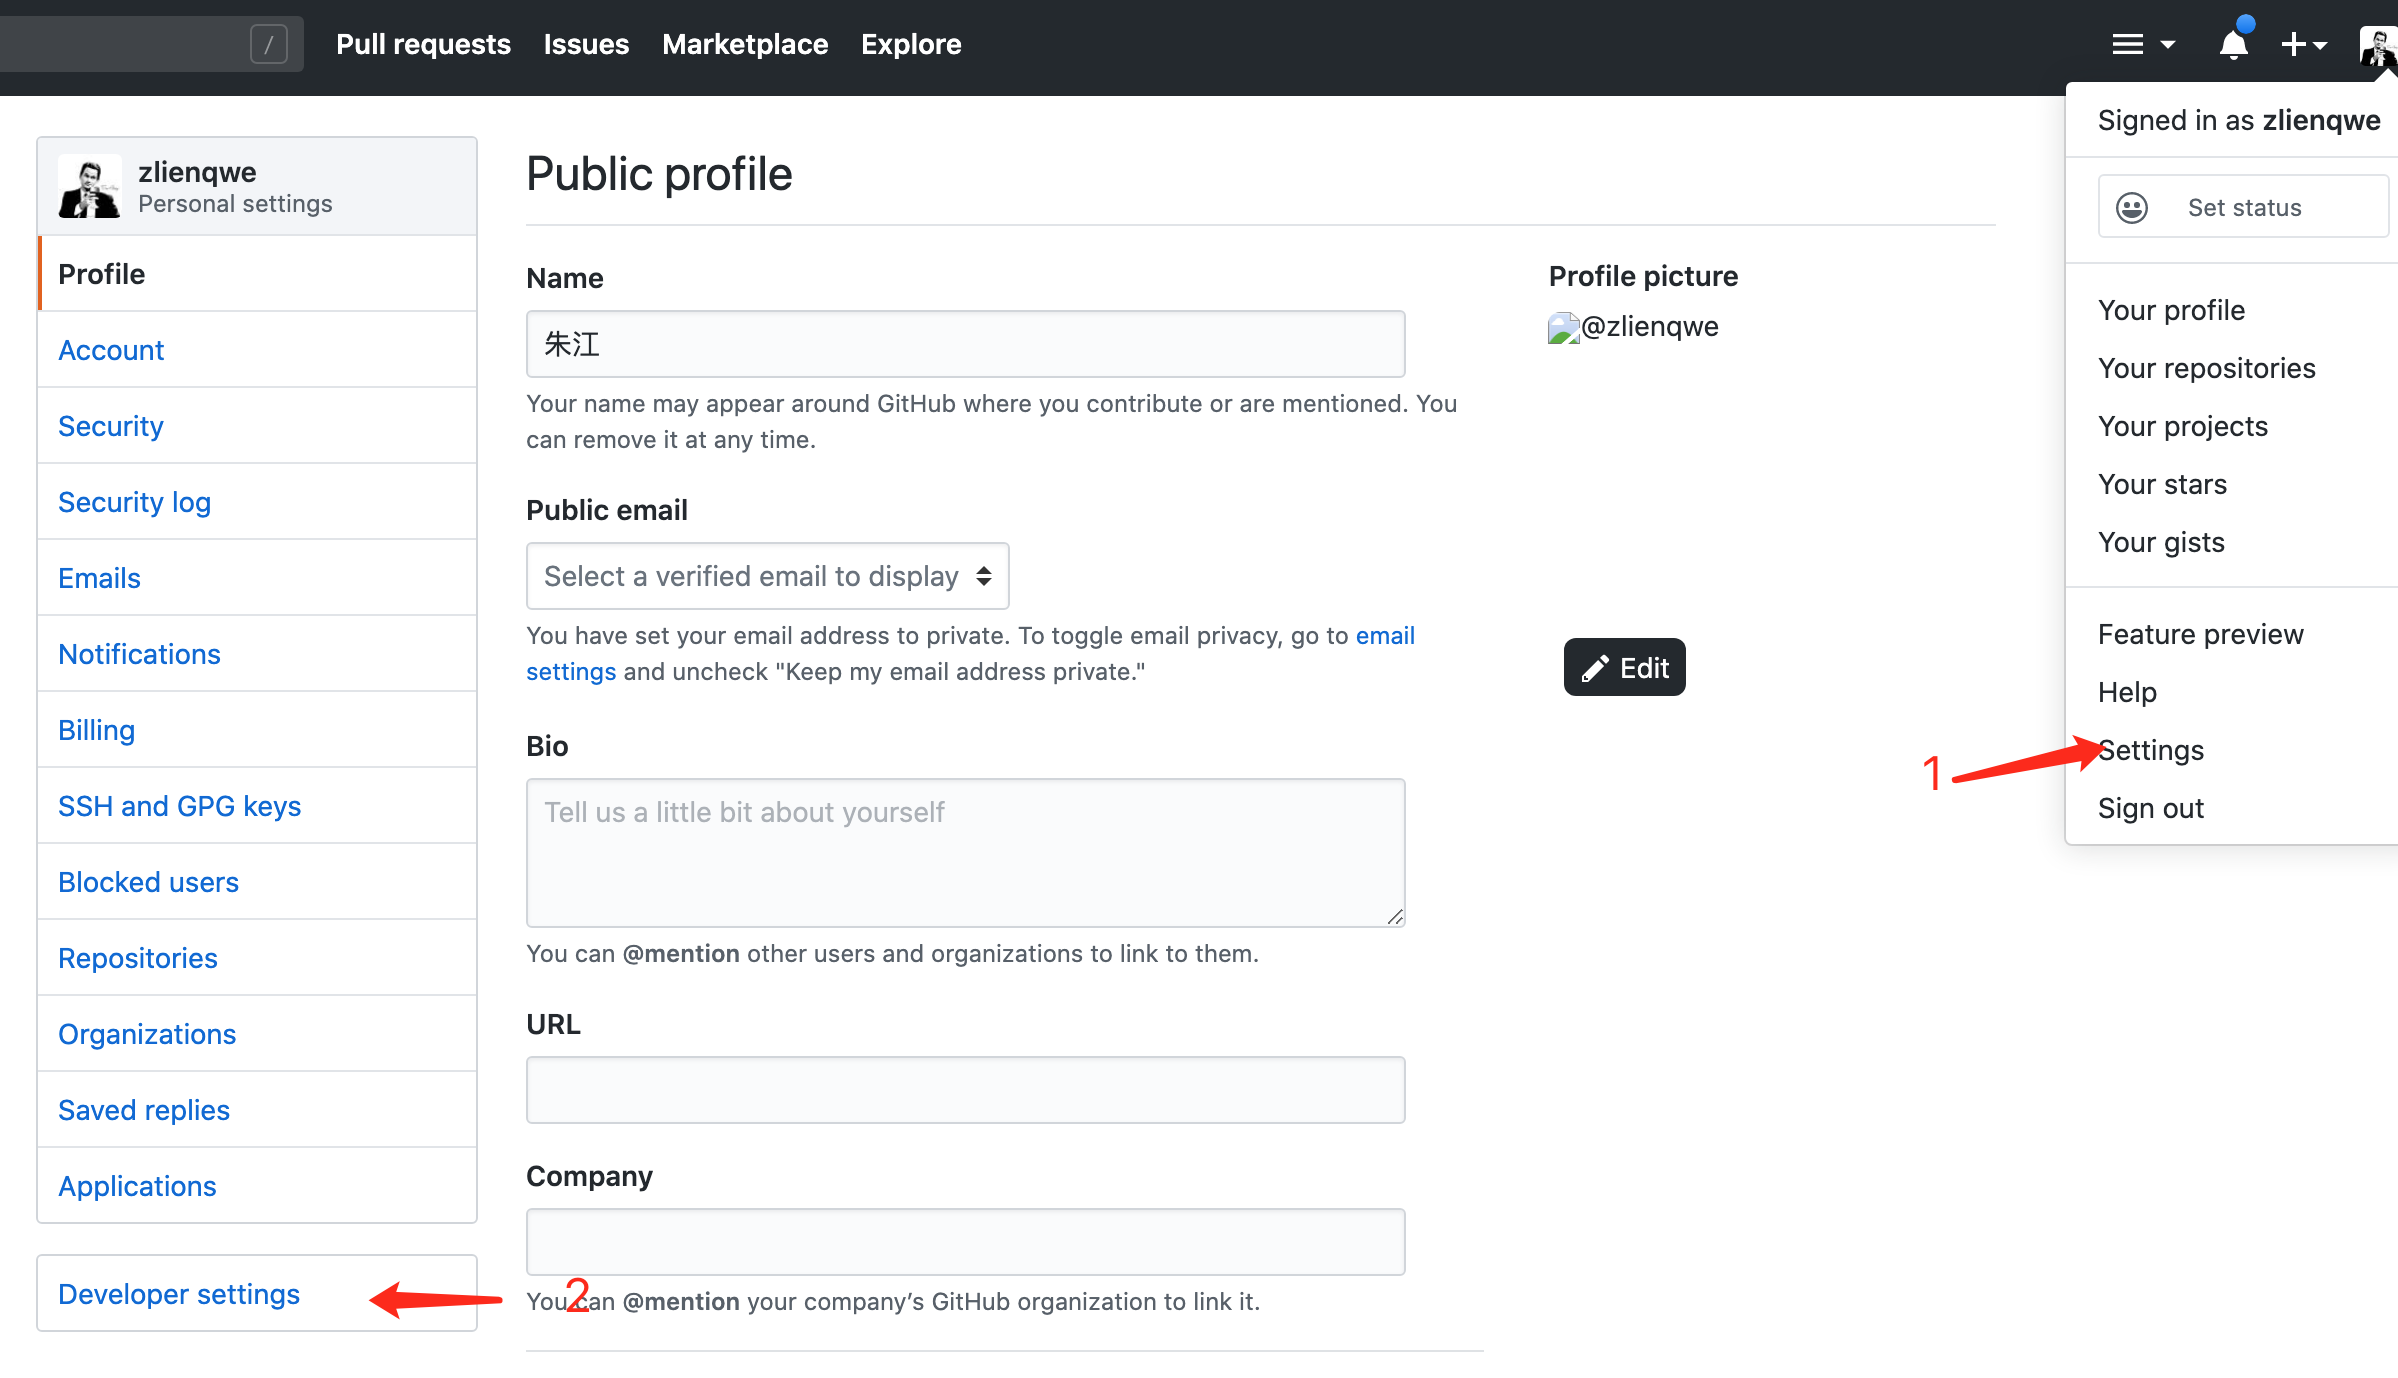 /
Pull requests Issues Marketplace Explore
Signed in as zlienqwe
Set status
Your profile
Your repositories
Your projects
Your stars
Your gists
Feature preview
Help
1
Settings
Sign out
zlienqwe
Personal settings
Profile
Account
Security
Security log
Emails
Notifications
Billing
SSH and GPG keys
Blocked users
Repositories
Organizations
Saved replies
Applications
Developer settings
2
Public profile
Name
朱江
Your name may appear around GitHub where you contribute or are mentioned. You
can remove it at any time.
Public email
Select a verified email to display
You have set your email address to private. To toggle email privacy, go to email
settings and uncheck "Keep my email address private."
Bio
Tell us a little bit about yourself
You can @mention other users and organizations to link to them.
URL
Company
You can @mention your company’s GitHub organization to link it.
Profile picture
@zlienqwe
Edit